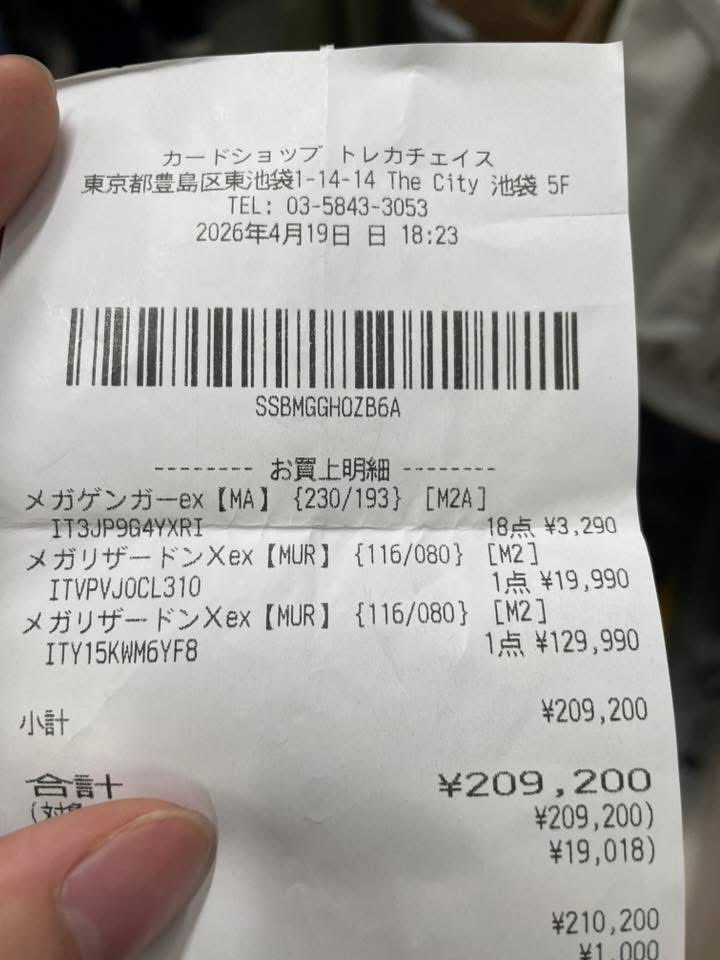 カードショップ トレカチェイス
東京都豊島区東池袋1-14-14 The City 池袋 5F
TEL: 03-5843-3053
2026年4月19日 日 18:23
SSBMGGHOZB6A
-------- お買上明細 --------
メガゲンガーex【MA】 {230/193} [M2A]
IT3JP9G4YXRI 18点 ¥3,290
メガリザードンXex【MUR】 {116/080} [M2]
ITVPVJOCL310 1点 ¥19,990
メガリザードンXex【MUR】 {116/080} [M2]
ITY15KWM6YF8 1点 ¥129,990
小計 ¥209,200
合計 ¥209,200
¥209,200)
¥19,018)
¥210,200
¥1,000